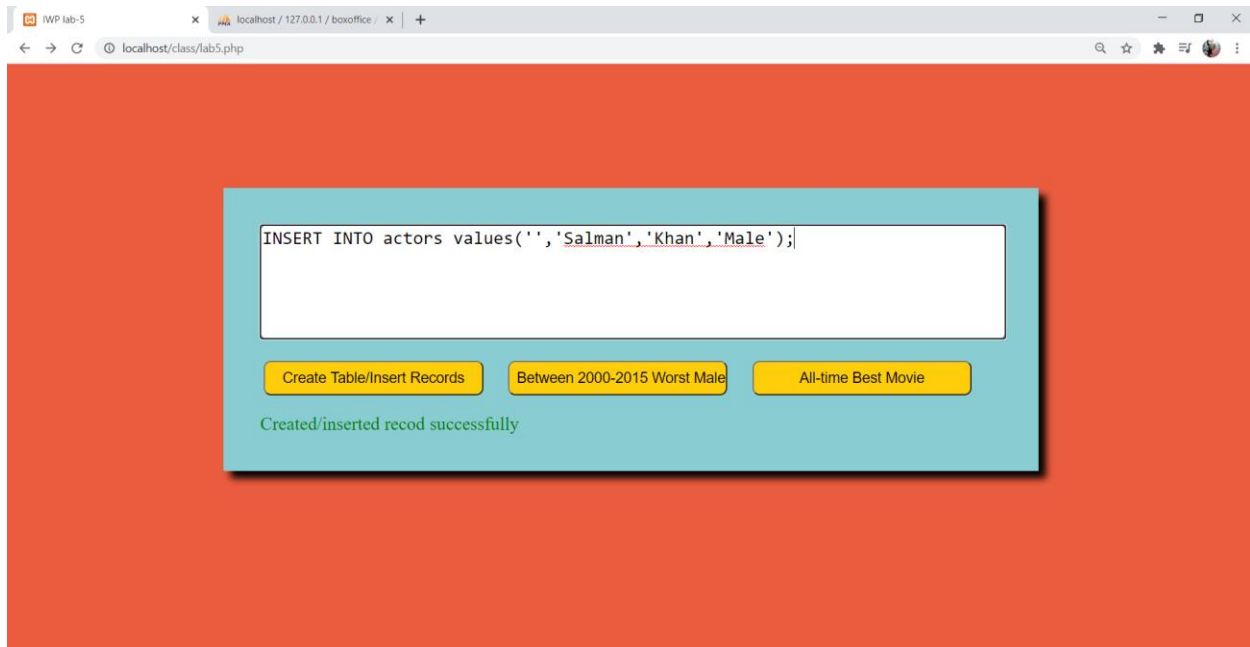 IWP lab-5
localhost / 127.0.0.1 / boxoffice /
localhost/class/lab5.php
INSERT INTO actors values('','Salman','Khan','Male');
Create Table/Insert Records
Between 2000-2015 Worst Male
All-time Best Movie
Created/inserted recod successfully